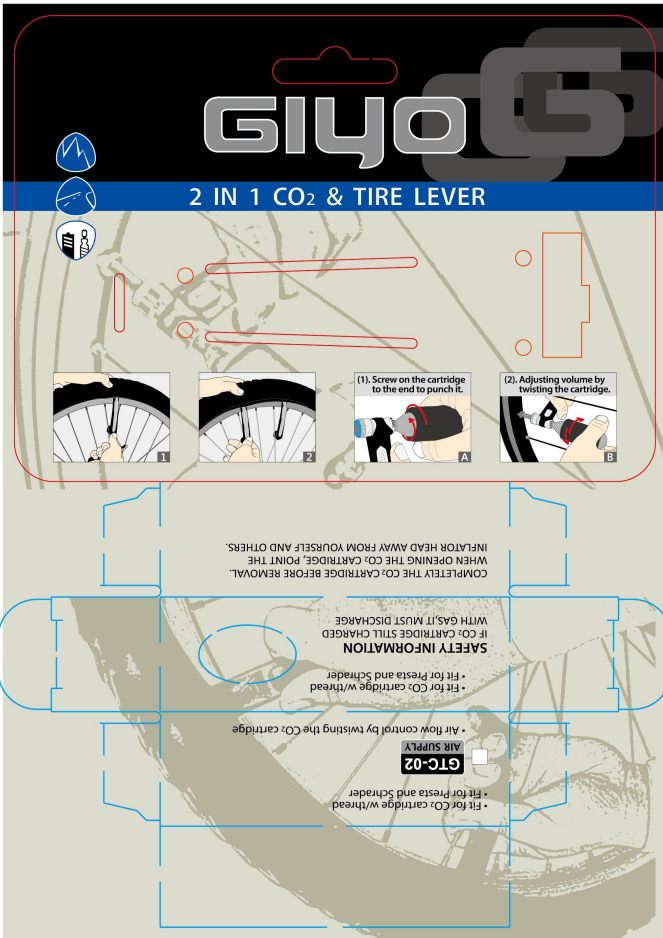 GIYO
2 IN 1 CO2 & TIRE LEVER
1
2
(1). Screw on the cartridge
to the end to punch it.
A
(2). Adjusting volume by
twisting the cartridge.
B
• Fit for CO2 cartridge w/thread
• Fit for Presta and Schrader
GTC-02
AIR SUPPLY
• Air flow control by twisting the CO2 cartridge
• Fit for CO2 cartridge w/thread
• Fit for Presta and Schrader
SAFETY INFORMATION
IF CO2 CARTRIDGE STILL CHARGED
WITH GAS,IT MUST DISCHARGE
COMPLETELY THE CO2 CARTRIDGE BEFORE REMOVAL.
WHEN OPENING THE CO2 CARTRIDGE, POINT THE
INFLATOR HEAD AWAY FROM YOURSELF AND OTHERS.